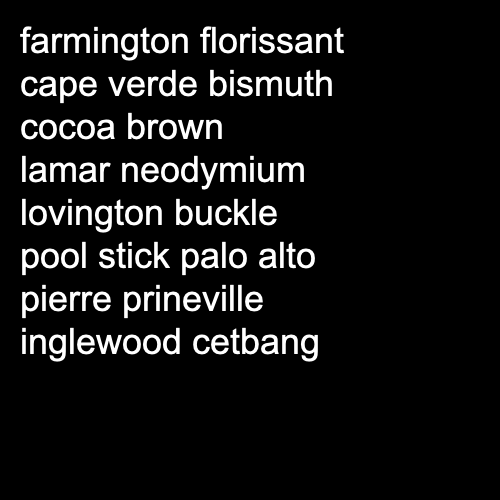 farmington florissant
cape verde bismuth
cocoa brown
lamar neodymium
lovington buckle
pool stick palo alto
pierre prineville
inglewood cetbang